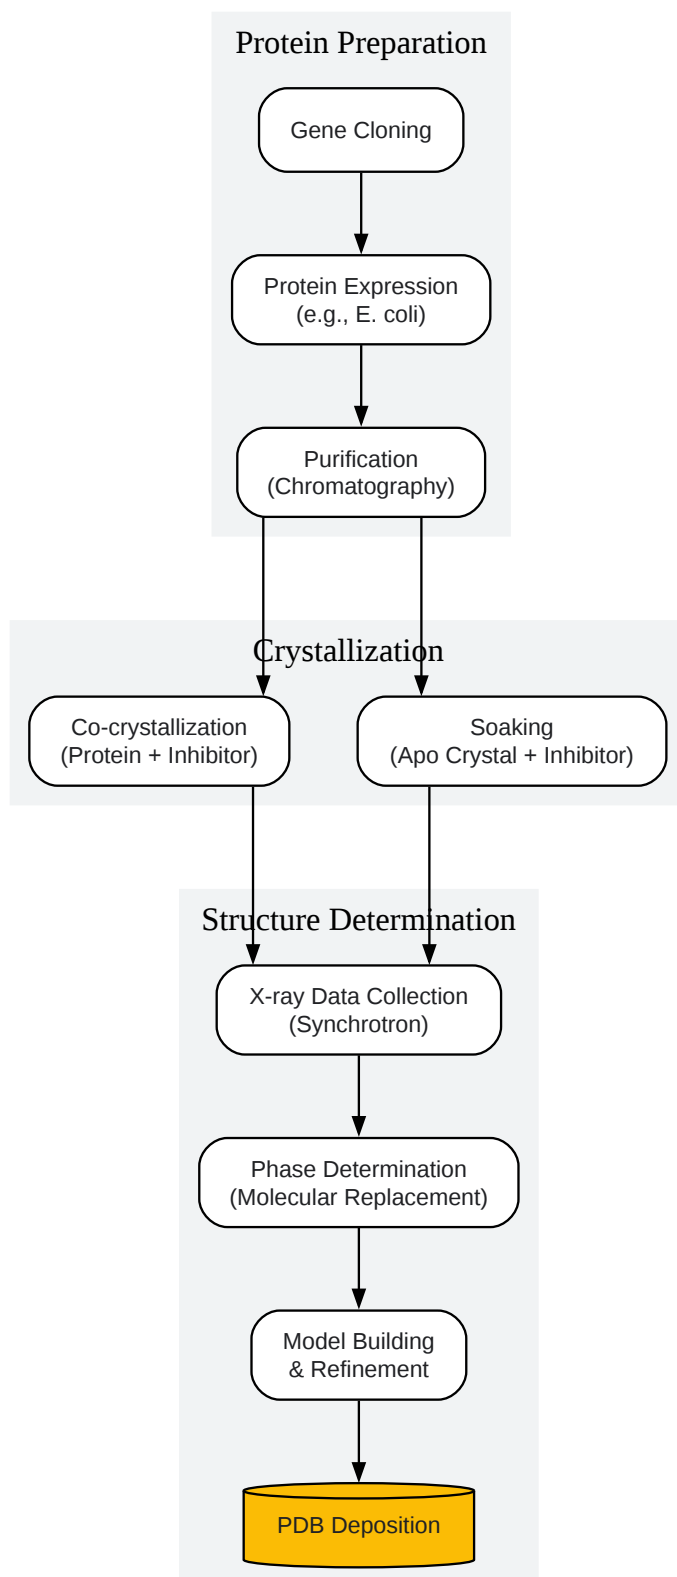 Protein Preparation
Gene Cloning
Protein Expression
(e.g., E. coli)
Purification
(Chromatography)
Crystallization
Co-crystallization
(Protein + Inhibitor)
Soaking
(Apo Crystal + Inhibitor)
Structure Determination
X-ray Data Collection
(Synchrotron)
Phase Determination
(Molecular Replacement)
Model Building
& Refinement
PDB Deposition